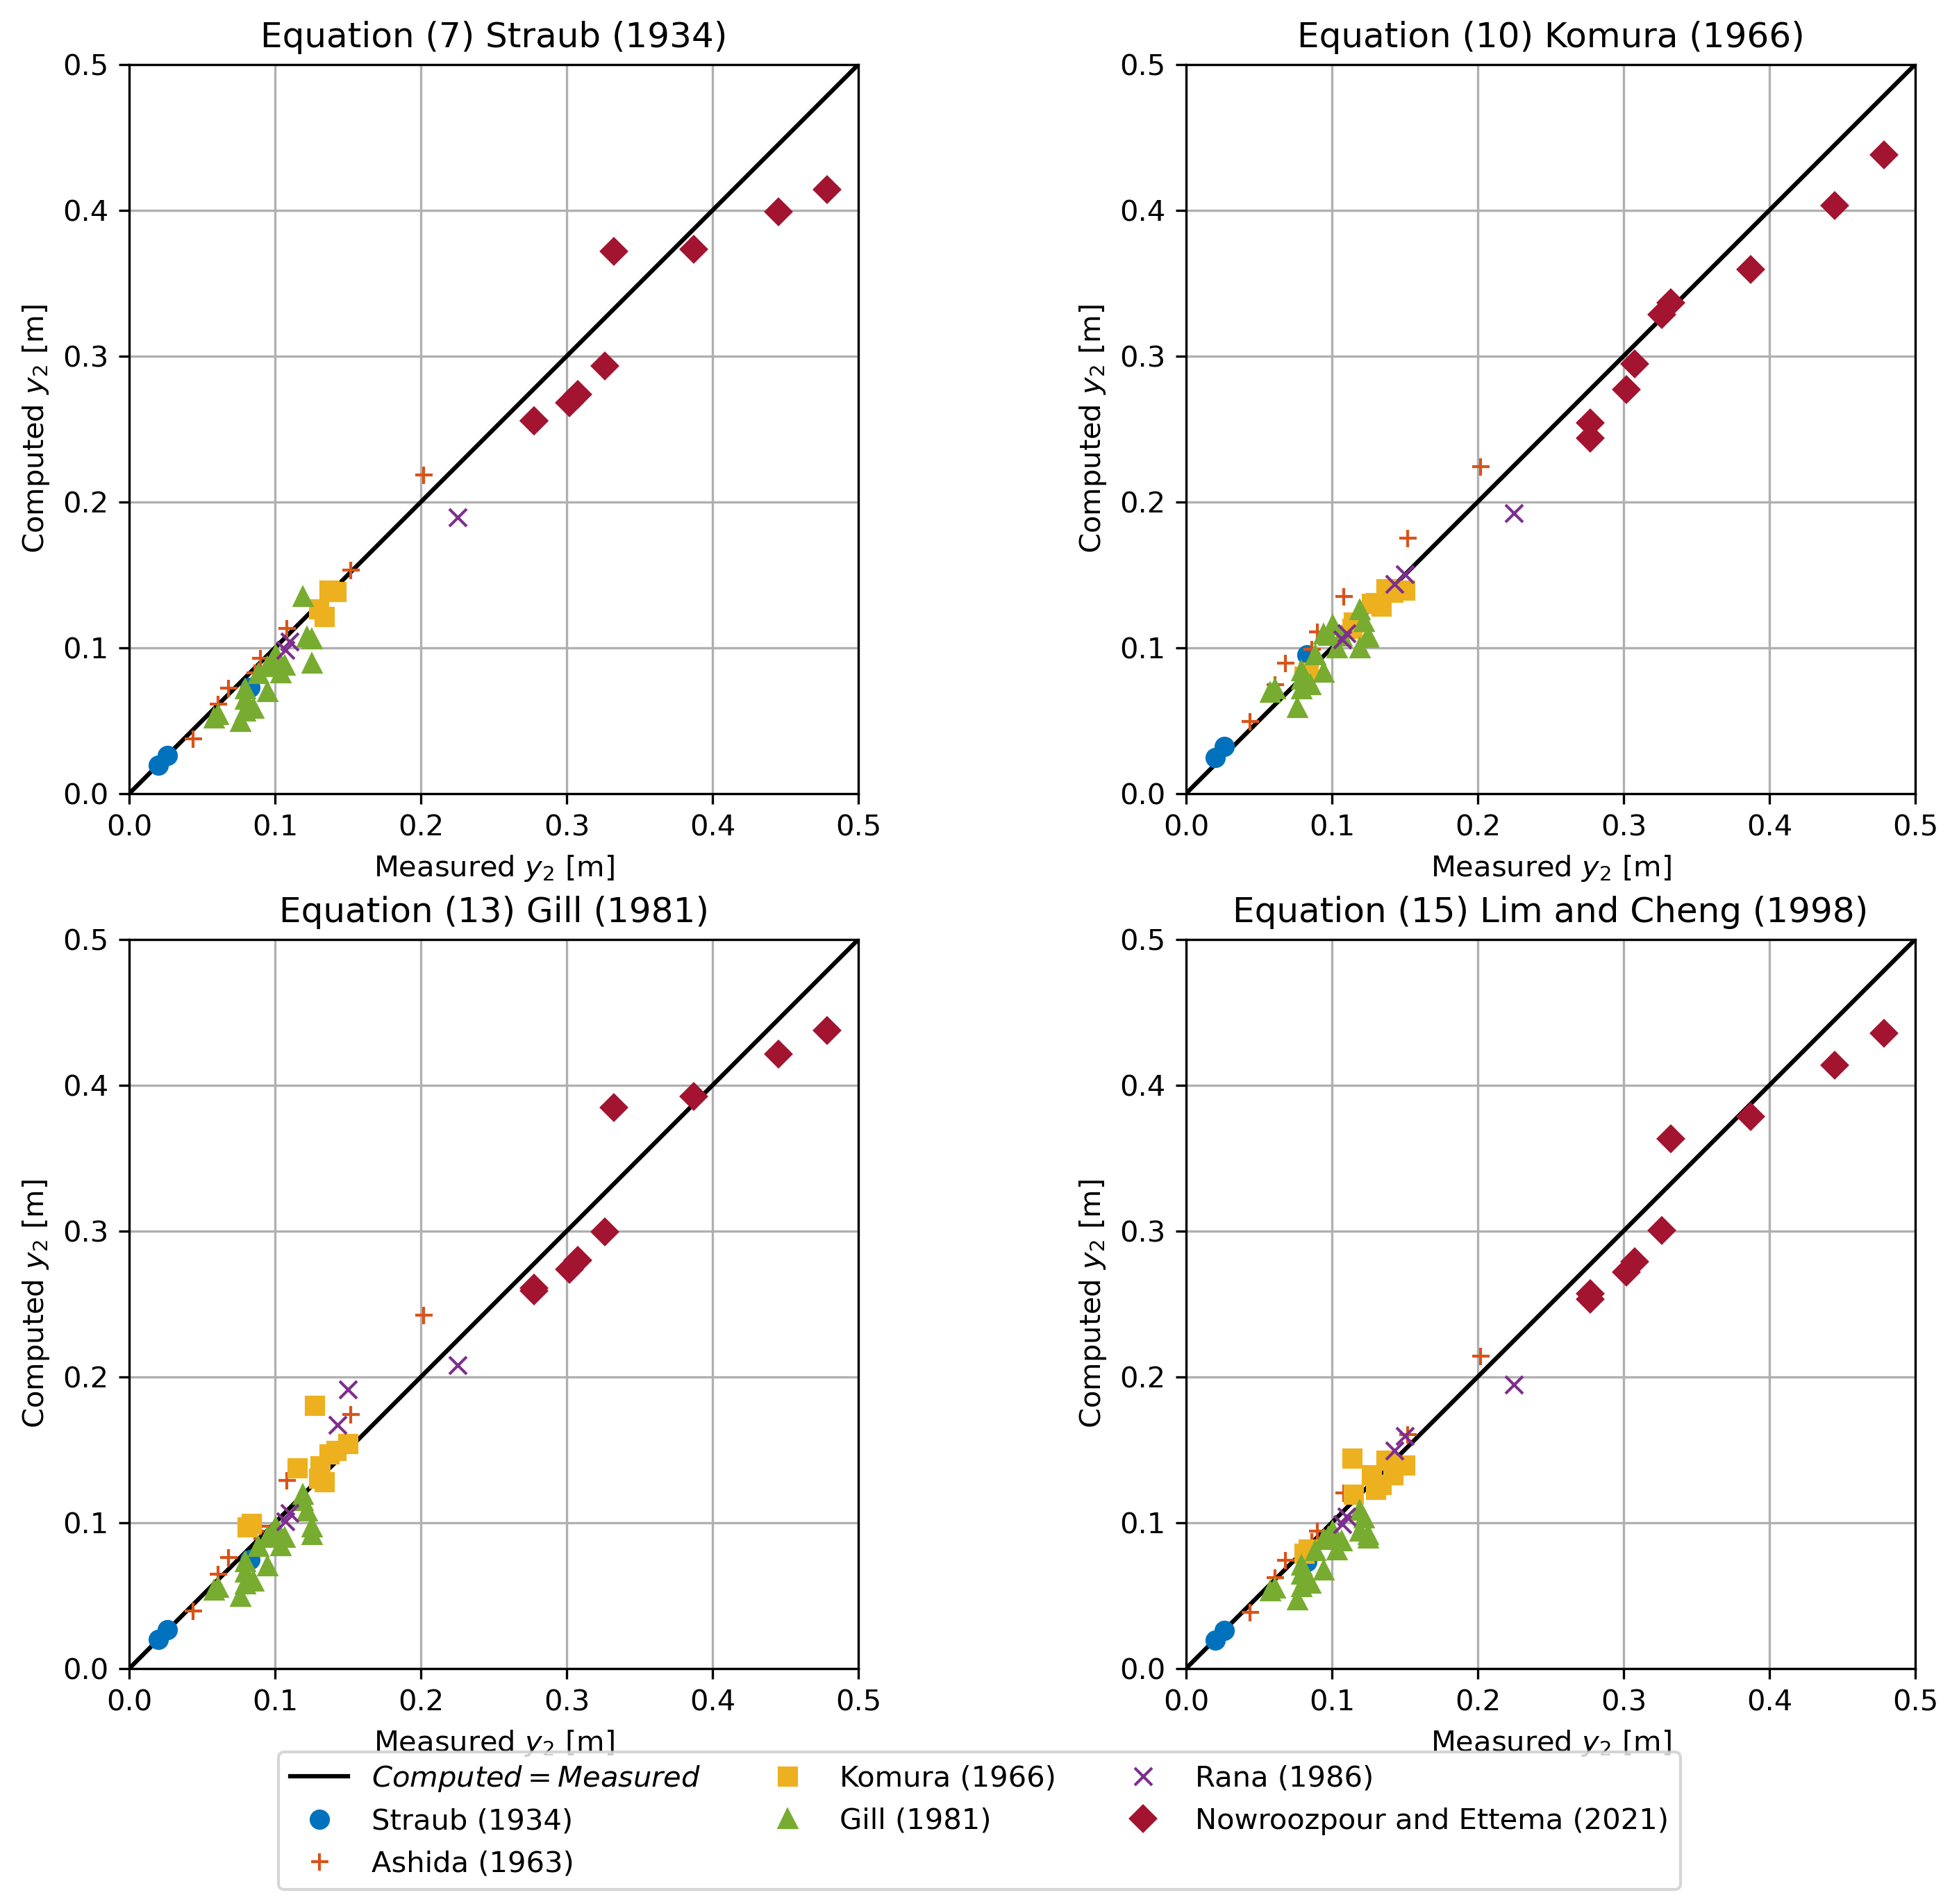 Equation (7) Straub (1934)
0.5
0.4
0.3
0.2
0.1
0.0
Computed y₂ [m]
0.0 0.1 0.2 0.3 0.4 0.5
Measured y₂ [m]
Equation (10) Komura (1966)
0.5
0.4
0.3
0.2
0.1
0.0
Computed y₂ [m]
0.0 0.1 0.2 0.3 0.4 0.5
Measured y₂ [m]
Equation (13) Gill (1981)
0.5
0.4
0.3
0.2
0.1
0.0
Computed y₂ [m]
0.0 0.1 0.2 0.3 0.4 0.5
Measured y₂ [m]
Equation (15) Lim and Cheng (1998)
0.5
0.4
0.3
0.2
0.1
0.0
Computed y₂ [m]
0.0 0.1 0.2 0.3 0.4 0.5
Measured y₂ [m]
Computed = Measured
Straub (1934)
Ashida (1963)
Komura (1966)
Gill (1981)
Rana (1986)
Nowroozpour and Ettema (2021)